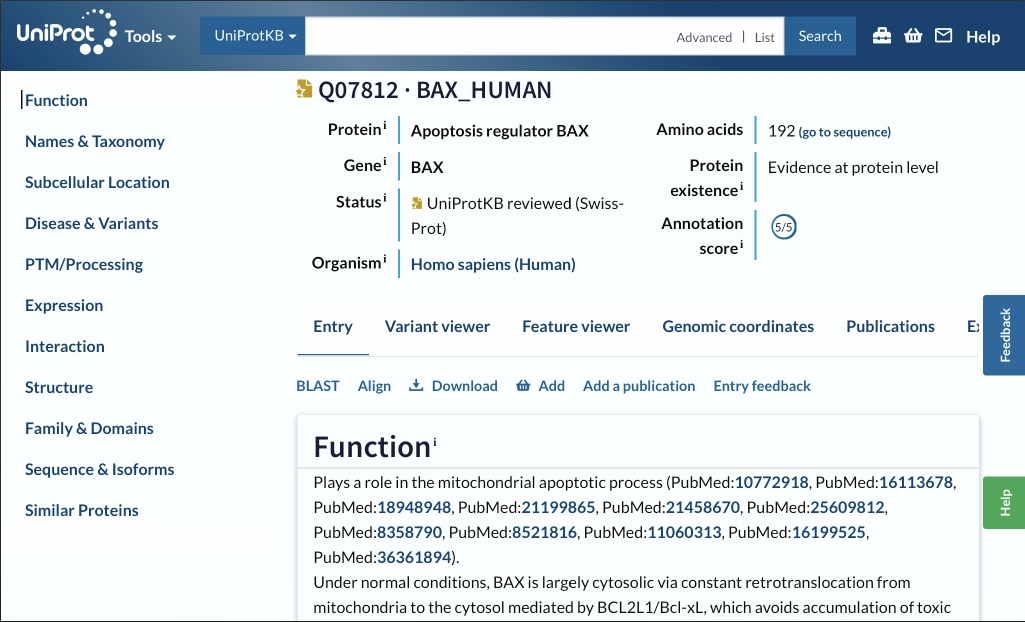 UniProt
Tools
UniProtKB
Advanced | List
Search
Help
Function
Names & Taxonomy
Subcellular Location
Disease & Variants
PTM/Processing
Expression
Interaction
Structure
Family & Domains
Sequence & Isoforms
Similar Proteins
Q07812 · BAX_HUMAN
Protein i Apoptosis regulator BAX
Gene i BAX
Status i UniProtKB reviewed (Swiss-
Prot)
Organism i Homo sapiens (Human)
Amino acids 192 (go to sequence)
Protein
existence i Evidence at protein level
Annotation
score i 5/5
Entry Variant viewer Feature viewer Genomic coordinates Publications
BLAST Align Download Add Add a publication Entry feedback
Function i
Plays a role in the mitochondrial apoptotic process (PubMed:10772918, PubMed:16113678,
PubMed:18948948, PubMed:21199865, PubMed:21458670, PubMed:25609812,
PubMed:8358790, PubMed:8521816, PubMed:11060313, PubMed:16199525,
PubMed:36361894).
Under normal conditions, BAX is largely cytosolic via constant retrotranslocation from
mitochondria to the cytosol mediated by BCL2L1/Bcl-xL, which avoids accumulation of toxic
Feedback
Help